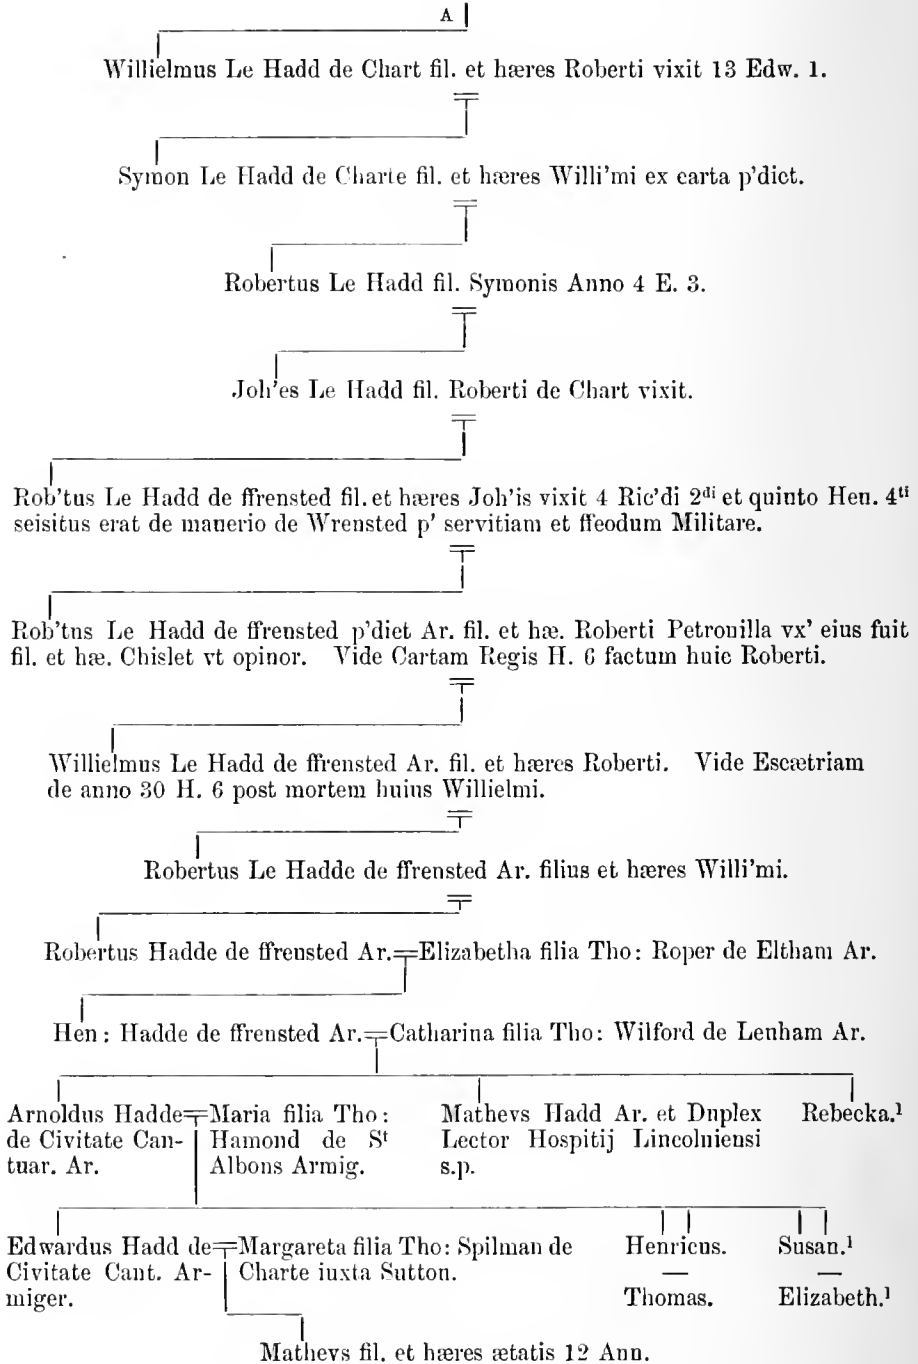 A
Willielmus Le Hadd de Chart fil. et hæres Roberti vixit 13 Edw. 1.
Symon Le Hadd de Charte fil. et hæres Willi'mi ex carta p'dict.
Robertus Le Hadd fil. Symonis Anno 4 E. 3.
Joh'es Le Hadd fil. Roberti de Chart vixit.
Rob'tus Le Hadd de ffrensted fil. et hæres Joh'is vixit 4 Ric'di 2di et quinto Hen. 4ti
seisitus erat de manerio de Wrensted p' servitiam et ffeodum Militare.
Rob'tus Le Hadd de ffrensted p'dict Ar. fil. et hæ. Roberti Petronilla vx' eius fuit
fil. et hæ. Chislet vt opinor. Vide Cartam Regis H. 6 factum huic Roberti.
Willielmus Le Hadd de ffrensted Ar. fil. et hæres Roberti. Vide Escætriam
de anno 30 H. 6 post mortem huius Willielmi.
Robertus Le Hadde de ffrensted Ar. filius et hæres Willi'mi.
Robertus Hadde de ffrensted Ar. Elizabetha filia Tho: Roper de Eltham Ar.
Hen: Hadde de ffrensted Ar. Catharina filia Tho: Wilford de Lenham Ar.
Arnoldus Hadde
de Civitate Can-
tuar. Ar.
Maria filia Tho:
Hamond de St
Albons Armig.
Mathevs Hadd Ar. et Duplex
Lector Hospitij Lincolniensi
s.p.
Rebecka.1
Edwardus Hadd de
Civitate Cant. Ar-
miger.
Margareta filia Tho: Spilman de
Charte iuxta Sutton.
Henricus.
—
Thomas.
Susan.1
—
Elizabeth.1
Mathevs fil. et hæres ætatis 12 Ann.